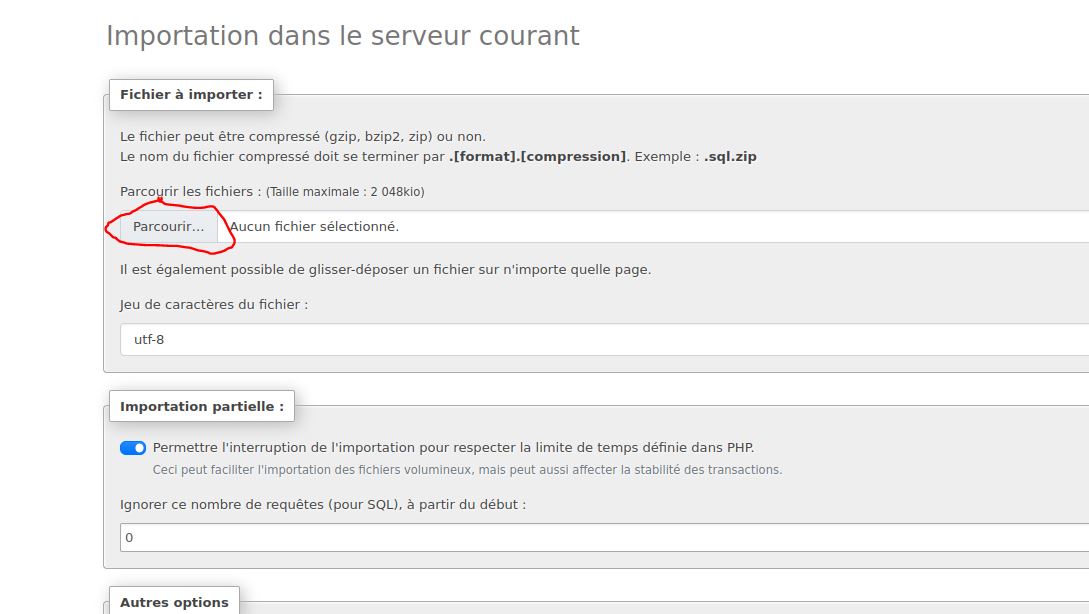 Importation dans le serveur courant
Fichier à importer :
Le fichier peut être compressé (gzip, bzip2, zip) ou non.
Le nom du fichier compressé doit se terminer par .[format].[compression]. Exemple : .sql.zip
Parcourir les fichiers : (Taille maximale : 2 048kio)
Parcourir... Aucun fichier sélectionné.
Il est également possible de glisser-déposer un fichier sur n'importe quelle page.
Jeu de caractères du fichier :
utf-8
Importation partielle :
Permettre l'interruption de l'importation pour respecter la limite de temps définie dans PHP.
Ceci peut faciliter l'importation des fichiers volumineux, mais peut aussi affecter la stabilité des transactions.
Ignorer ce nombre de requêtes (pour SQL), à partir du début :
0
Autres options